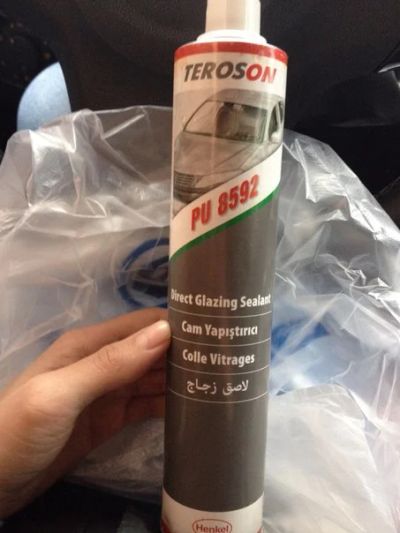 TEROSON
PU 8592
Direct Glazing Sealant
Cam Yapıştırıcı
Colle Vitrages
لاصق زجاج
Henkel